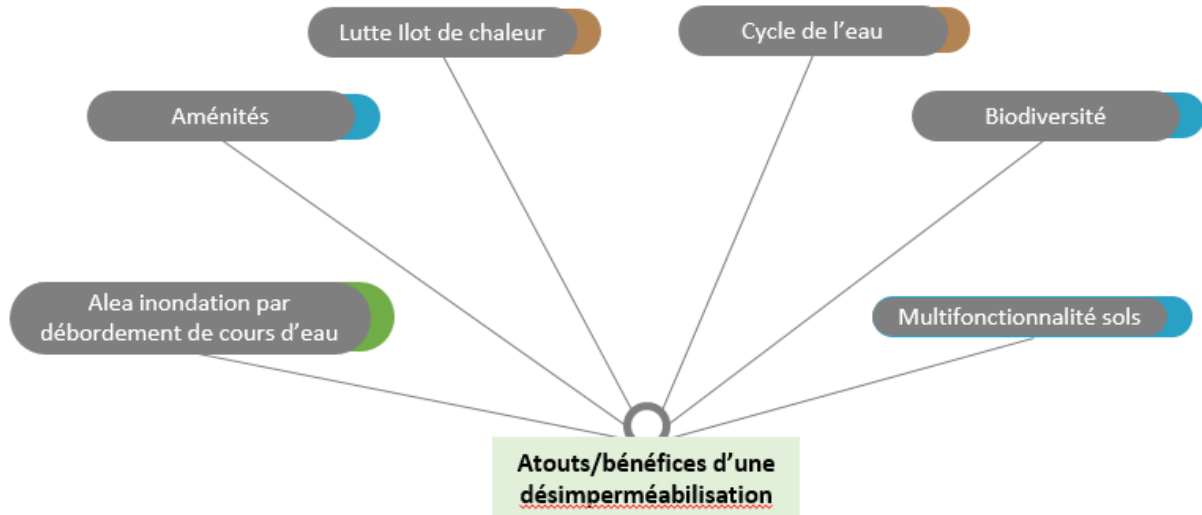 Lutte Ilot de chaleur
Cycle de l’eau
Aménités
Biodiversité
Alea inondation par
débordement de cours d’eau
Multifonctionnalité sols
Atouts/bénéfices d’une
désimperméabilisation